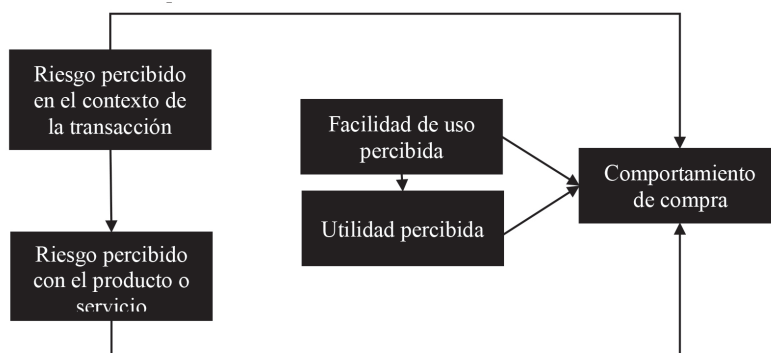 Riesgo percibido
en el contexto de
la transacción
Facilidad de uso
percibida
Comportamiento
de compra
Utilidad percibida
Riesgo percibido
con el producto o
servicio